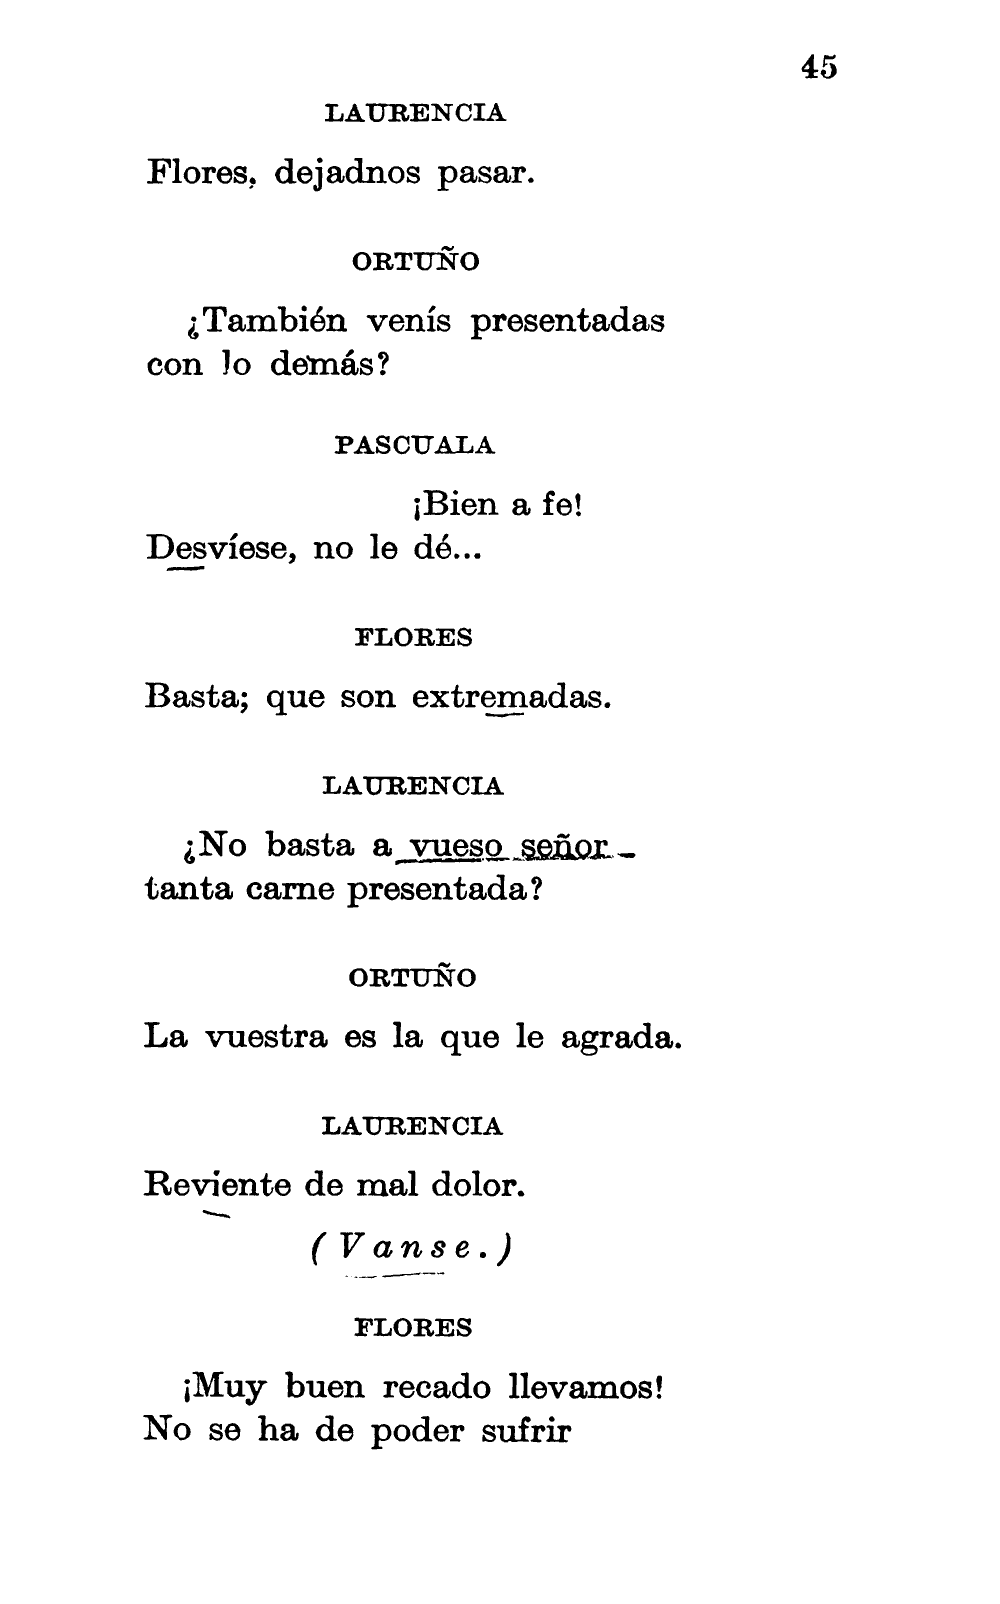 45
LAURENCIA
Flores, dejadnos pasar.
ORTUÑO
¿También venís presentadas
con lo demás?
PASCUALA
¡Bien a fe!
Desvíese, no le dé...
FLORES
Basta; que son extremadas.
LAURENCIA
¿No basta a vueso señor
tanta carne presentada?
ORTUÑO
La vuestra es la que le agrada.
LAURENCIA
Reviente de mal dolor.
(Vanse.)
FLORES
¡Muy buen recado llevamos!
No se ha de poder sufrir